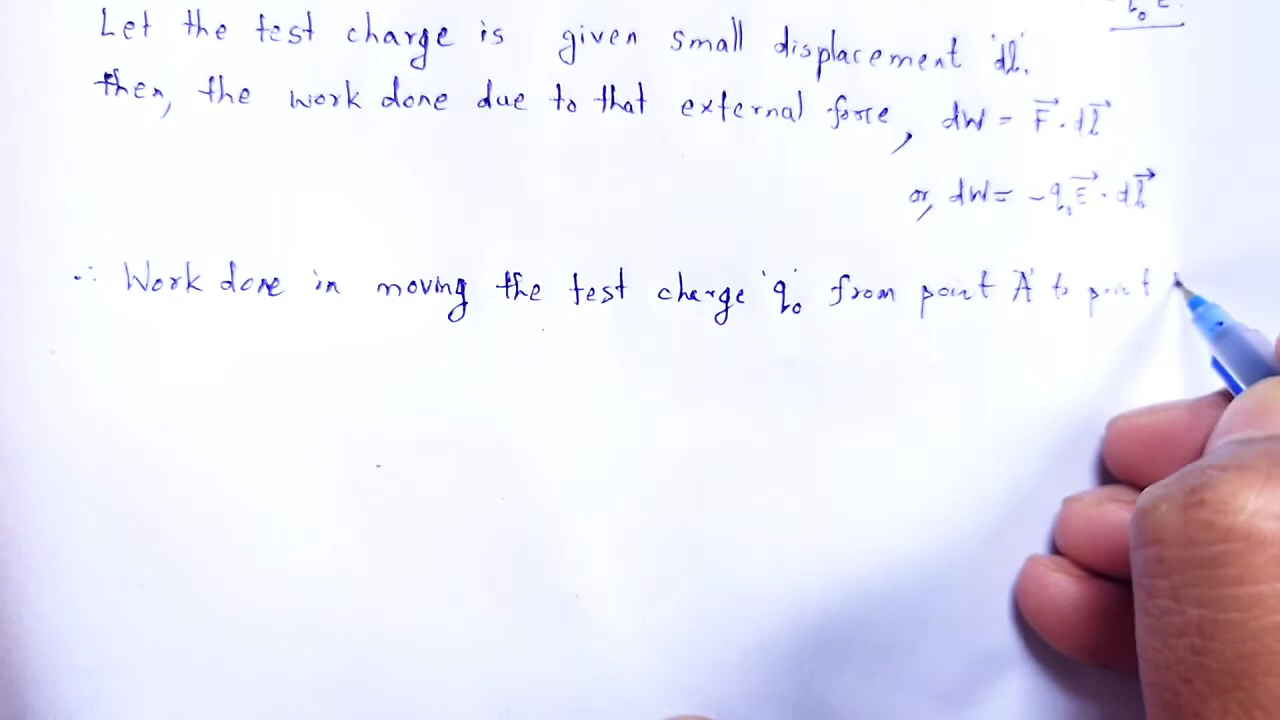 q₀E
Let the test charge is given small displacement 'dl'.
then, the work done due to that external force, dW = F⃗ . dl⃗
or, dW = -q₀E⃗ . dl⃗
∴ Work done in moving the test charge 'q₀' from point A to point